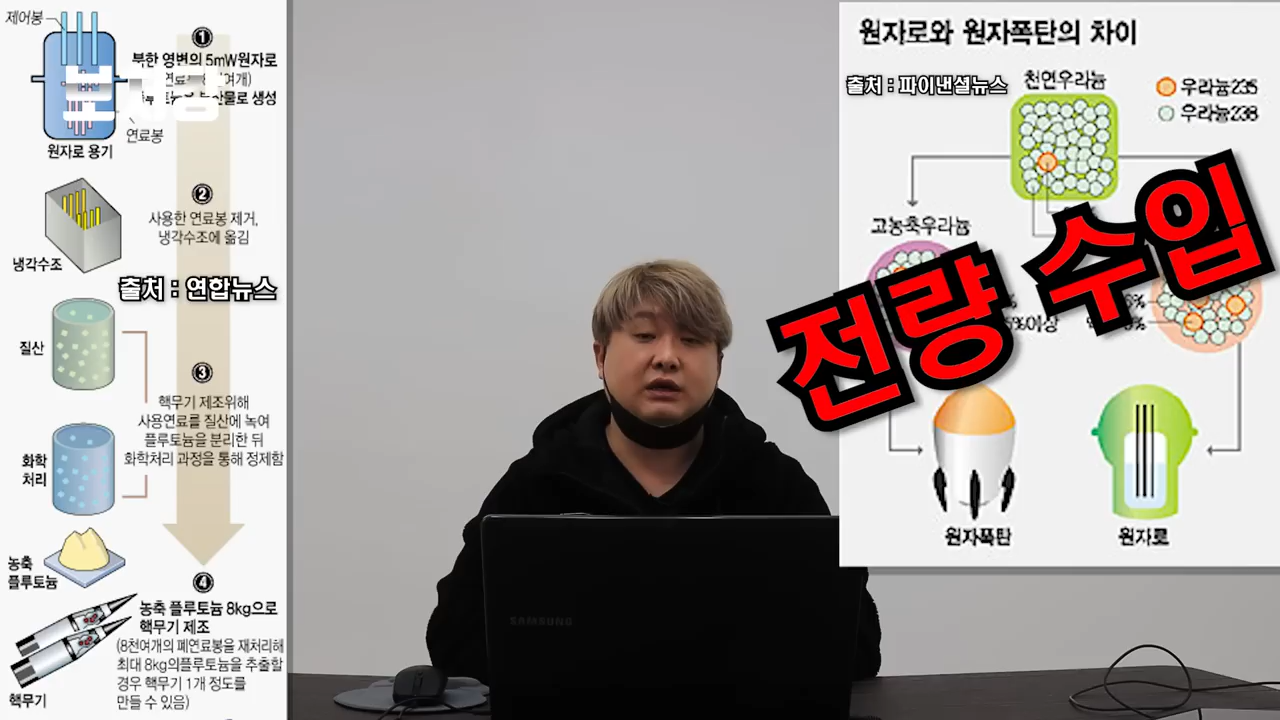 제어봉
❶
북한 영변의 5mW원자로
생성
연료봉
원자로 용기
❷
사용한 연료봉 제거,
냉각수조에 옮김
냉각수조
출처 : 연합뉴스
질산
❸
핵무기 제조위해
사용연료를 질산에 녹여
플루토늄을 분리한 뒤
화학처리 과정을 통해 정제함
화학
처리
농축
플루토늄
❹
농축 플루토늄 8kg으로
핵무기 제조
(8천여개의 폐연료봉을 재처리해
최대 8kg의플루토늄을 추출할
경우 핵무기 1개 정도를
만들 수 있음)
핵무기
SAMSUNG
원자로와 원자폭탄의 차이
출처 : 파이낸셜뉴스
천연우라늄
우라늄235
우라늄238
고농축우라늄
전량 수입
%이상
원자폭탄
원자로